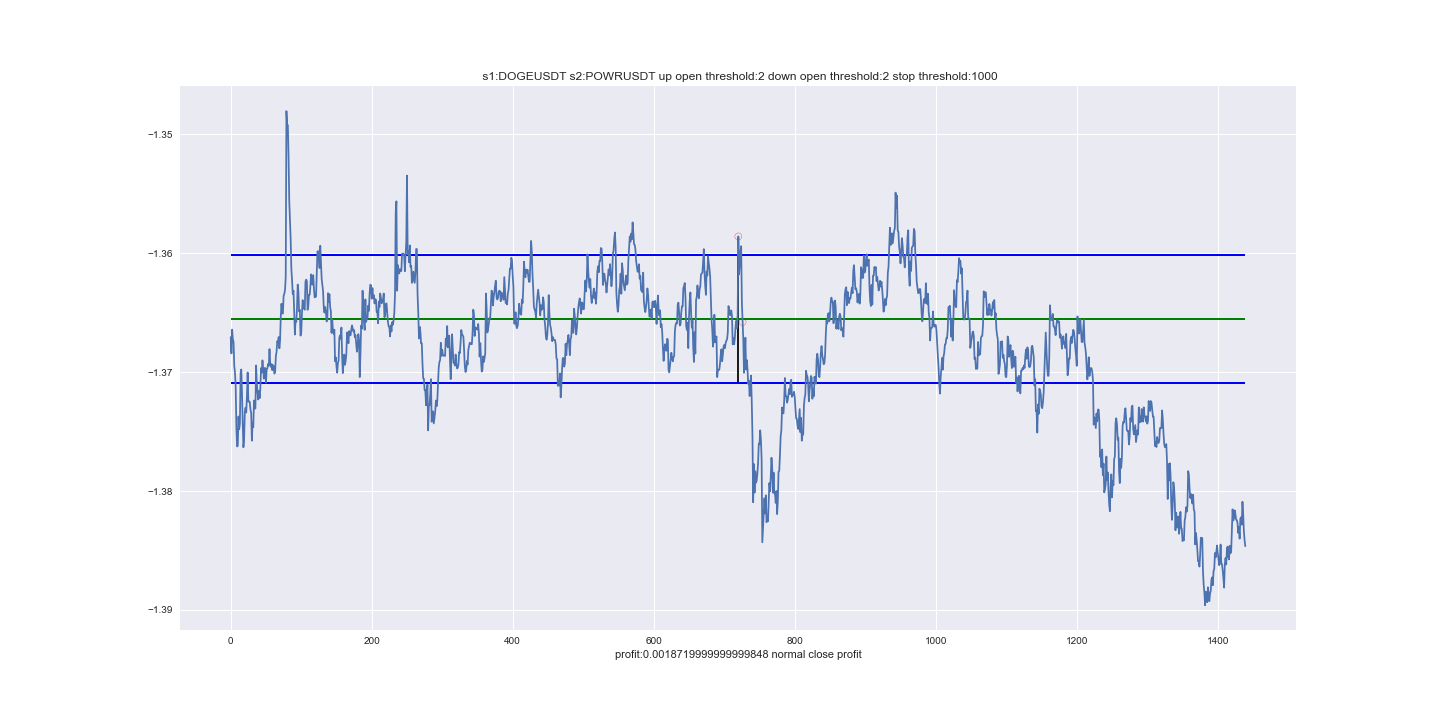 s1:DOGEUSDT s2:POWRUSDT up open threshold:2 down open threshold:2 stop threshold:1000
−1.35
−1.36
−1.37
−1.38
−1.39
0 200 400 600 800 1000 1200 1400
profit:0.0018719999999999848 normal close profit